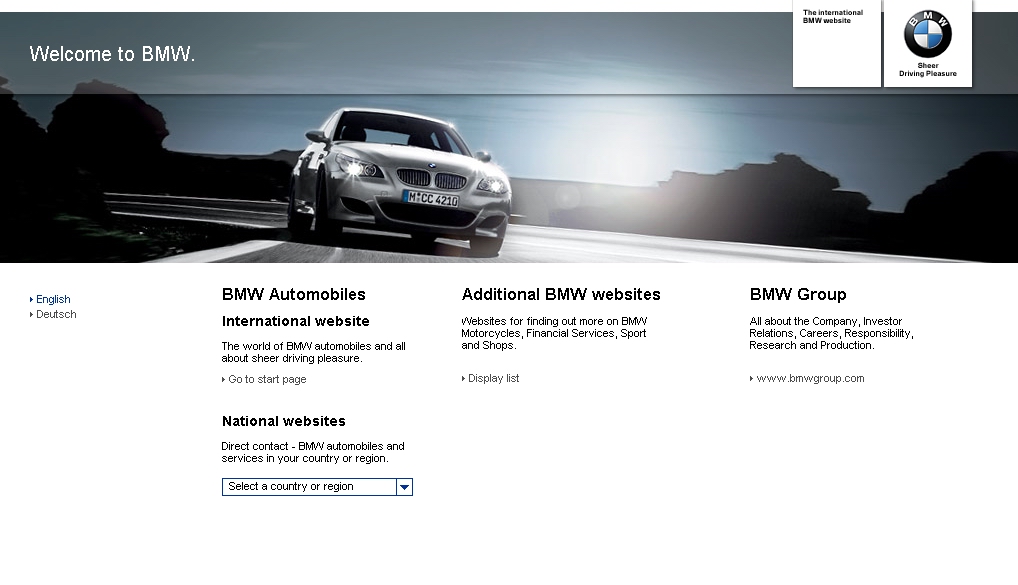 The international
BMW website
BMW
Sheer
Driving Pleasure
Welcome to BMW.
M CC 4210
English
Deutsch
BMW Automobiles
International website
The world of BMW automobiles and all
about sheer driving pleasure.
Go to start page
National websites
Direct contact - BMW automobiles and
services in your country or region.
Select a country or region
Additional BMW websites
Websites for finding out more on BMW
Motorcycles, Financial Services, Sport
and Shops.
Display list
BMW Group
All about the Company, Investor
Relations, Careers, Responsibility,
Research and Production.
www.bmwgroup.com